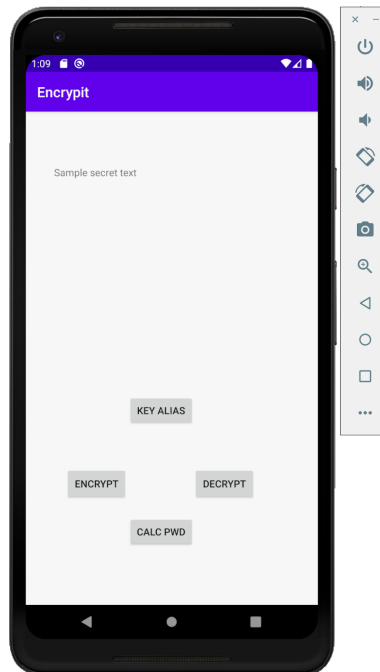 1:09
Encrypit
Sample secret text
KEY ALIAS
ENCRYPT DECRYPT
CALC PWD